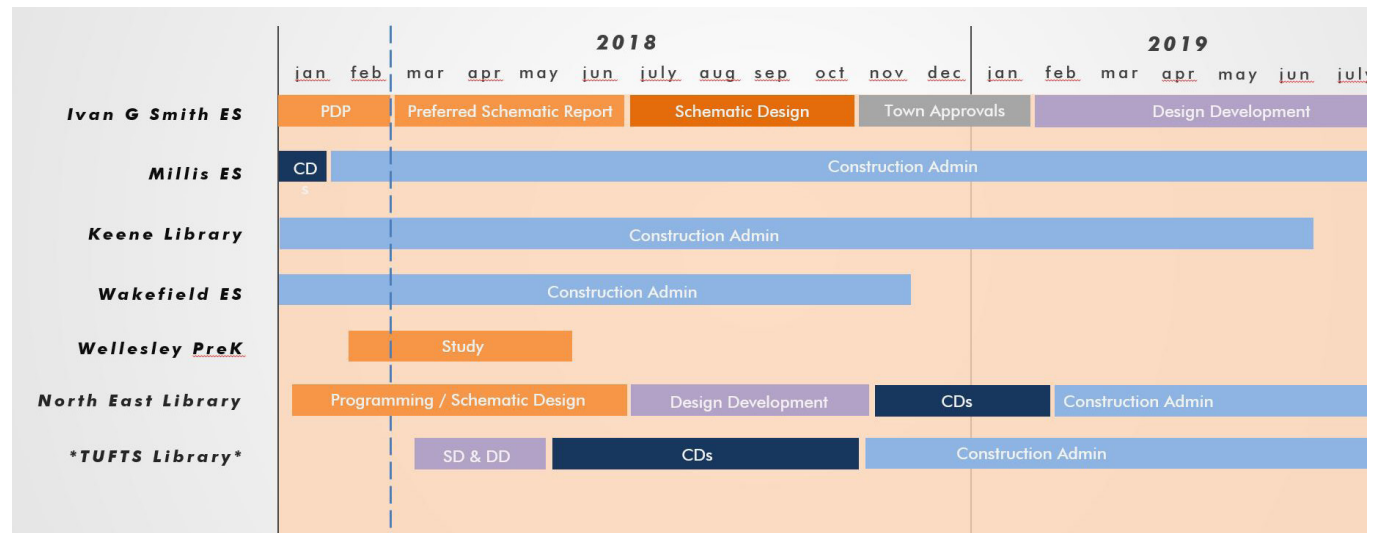 2018 2019
jan feb mar apr may jun july aug sep oct nov dec jan feb mar apr may jun july
Ivan G Smith ES PDP Preferred Schematic Report Schematic Design Town Approvals Design Development
Millis ES CD Construction Admin
s
Keene Library Construction Admin
Wakefield ES Construction Admin
Wellesley PreK Study
North East Library Programming / Schematic Design Design Development CDs Construction Admin
*TUFTS Library* SD & DD CDs Construction Admin